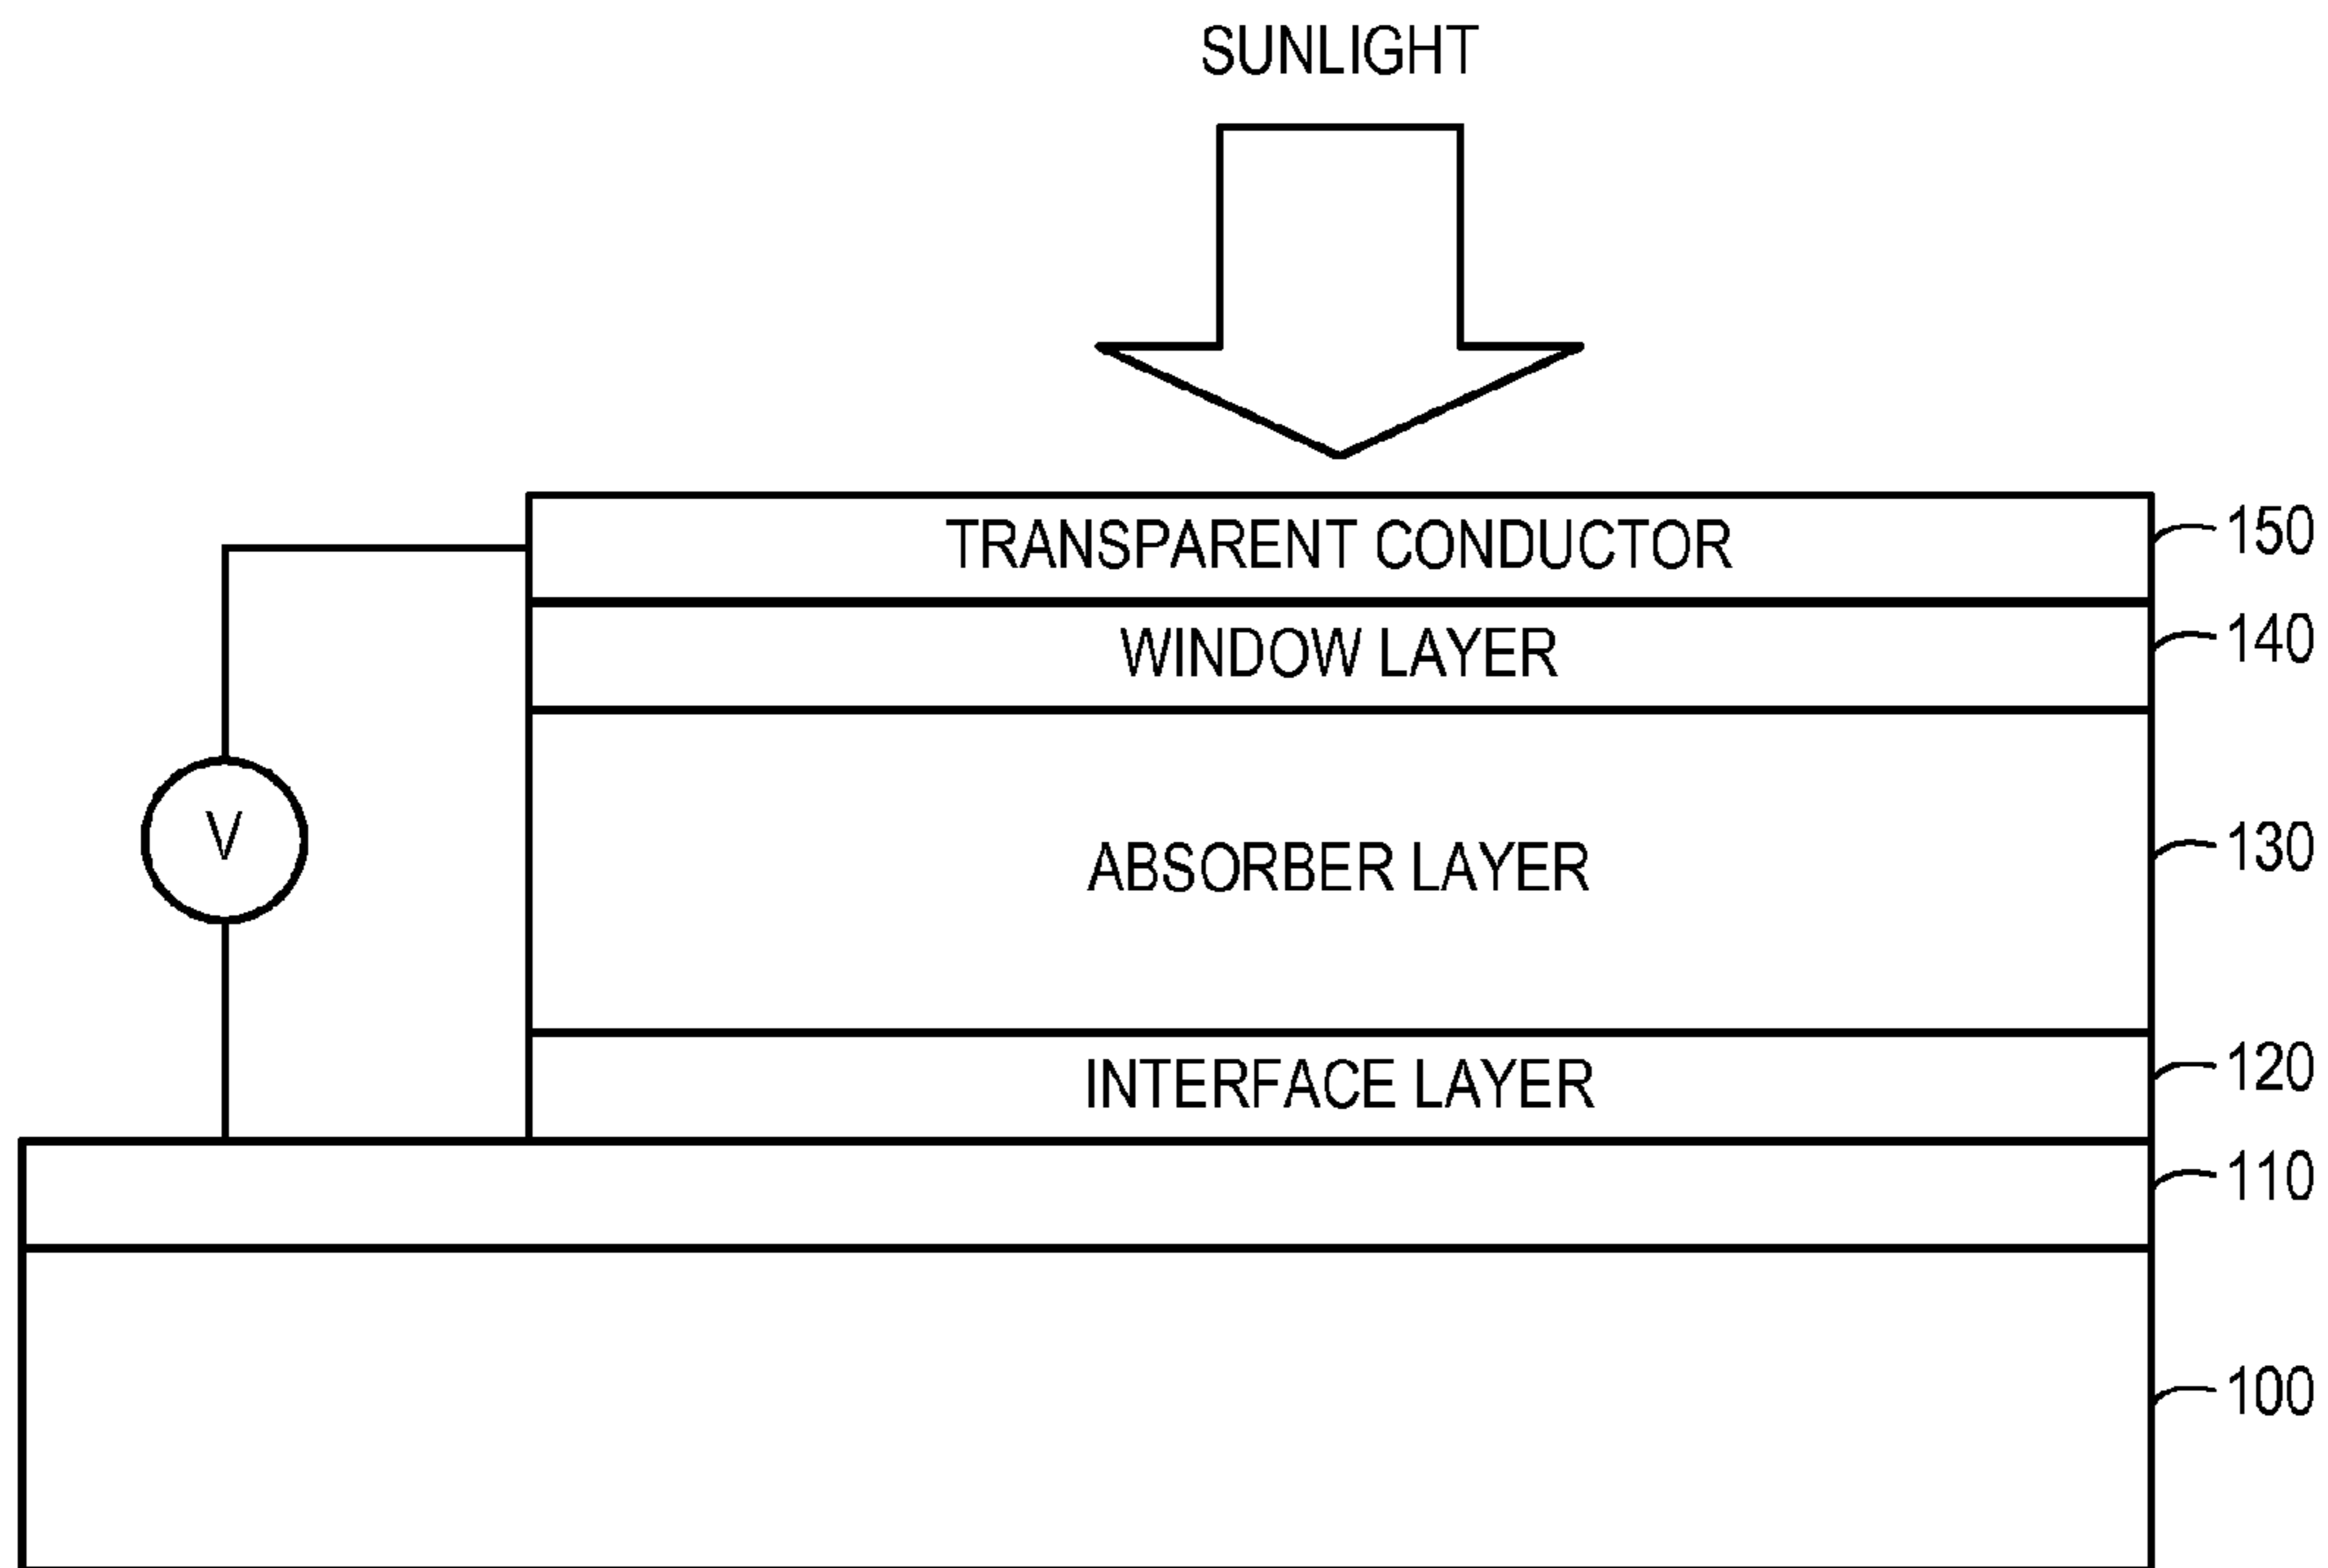 SUNLIGHT
TRANSPARENT CONDUCTOR
150
WINDOW LAYER
140
V
ABSORBER LAYER
130
INTERFACE LAYER
120
110
100